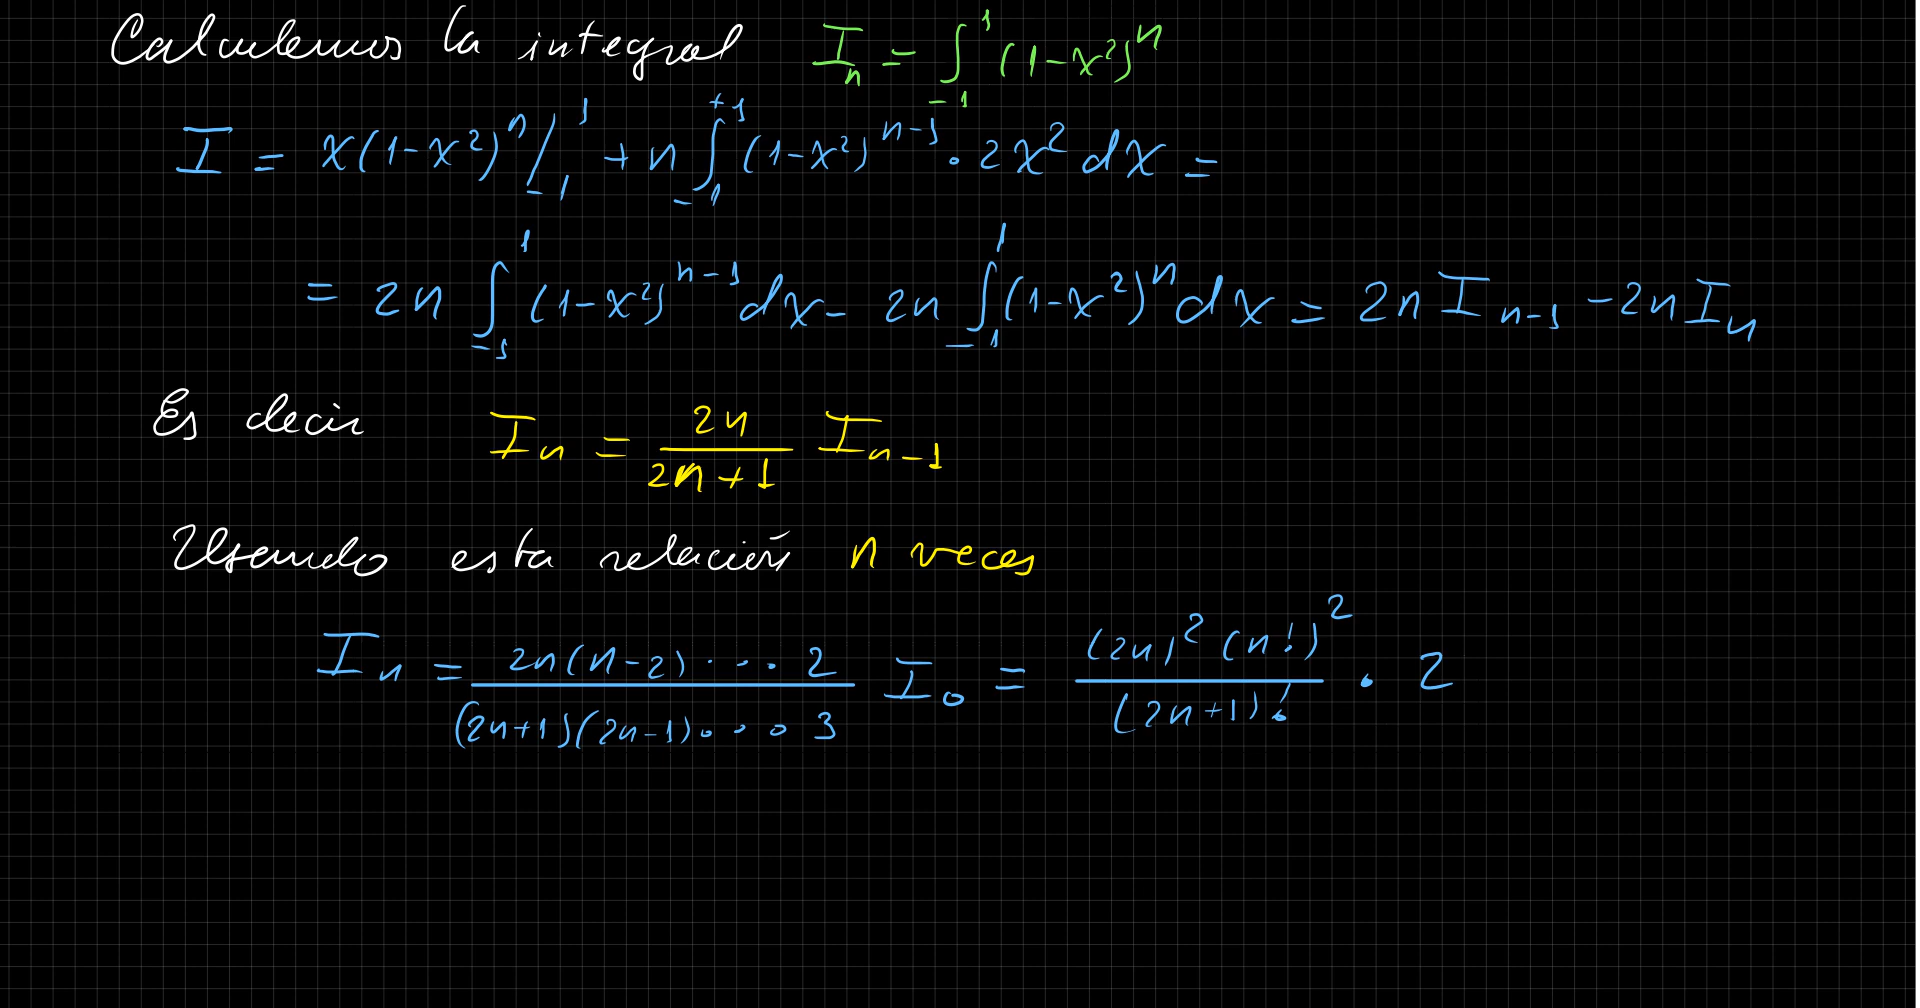 Calculemos la integral I_n = ∫_{-1}^{1} (1-x²)^n
I = x(1-x²)^n /_{-1}^{1} + n ∫_{-1}^{+1} (1-x²)^{n-1} · 2x² dx =
= 2n ∫_{-1}^{1} (1-x²)^{n-1} dx - 2n ∫_{-1}^{1} (1-x²)^n dx = 2n I_{n-1} - 2n I_n
Es decir I_n = \frac{2n}{2n+1} I_{n-1}
Usando esta relación n veces
I_n = \frac{2n(n-2)····2}{(2n+1)(2n-1)····3} I_0 = \frac{(2n)^2 (n!)^2}{(2n+1)!} · 2